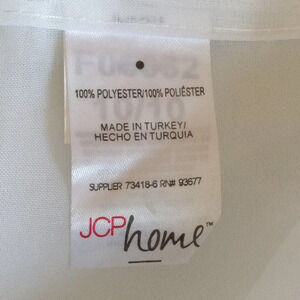 100% POLYESTER/100% POLIÉSTER
MADE IN TURKEY/
HECHO EN TURQUIA
SUPPLIER 73418-6 RN# 93677
JCPhome™